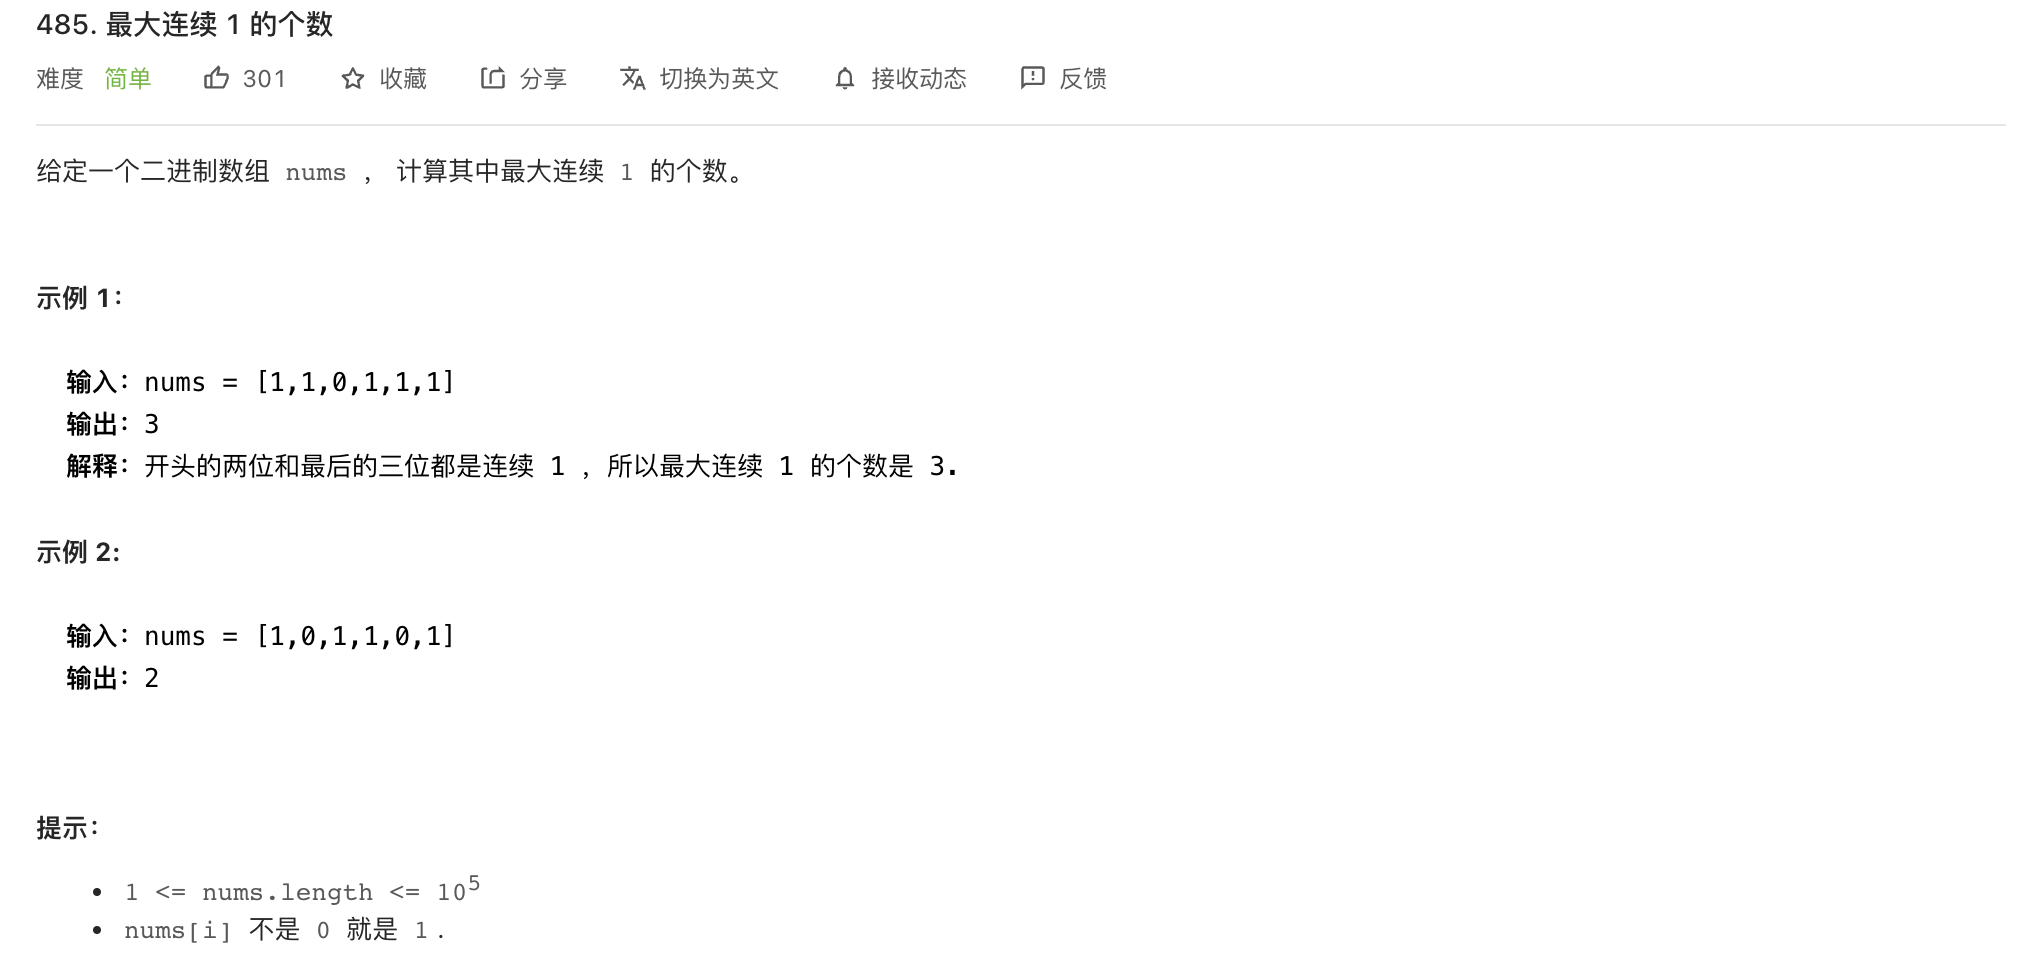 485. 最大连续 1 的个数
难度 简单 301 收藏 分享 切换为英文 接收动态 反馈
给定一个二进制数组 nums ， 计算其中最大连续 1 的个数。
示例 1：
输入：nums = [1,1,0,1,1,1]
输出：3
解释：开头的两位和最后的三位都是连续 1 ，所以最大连续 1 的个数是 3.
示例 2:
输入：nums = [1,0,1,1,0,1]
输出：2
提示：
• 1 <= nums.length <= 10⁵
• nums[i] 不是 0 就是 1.